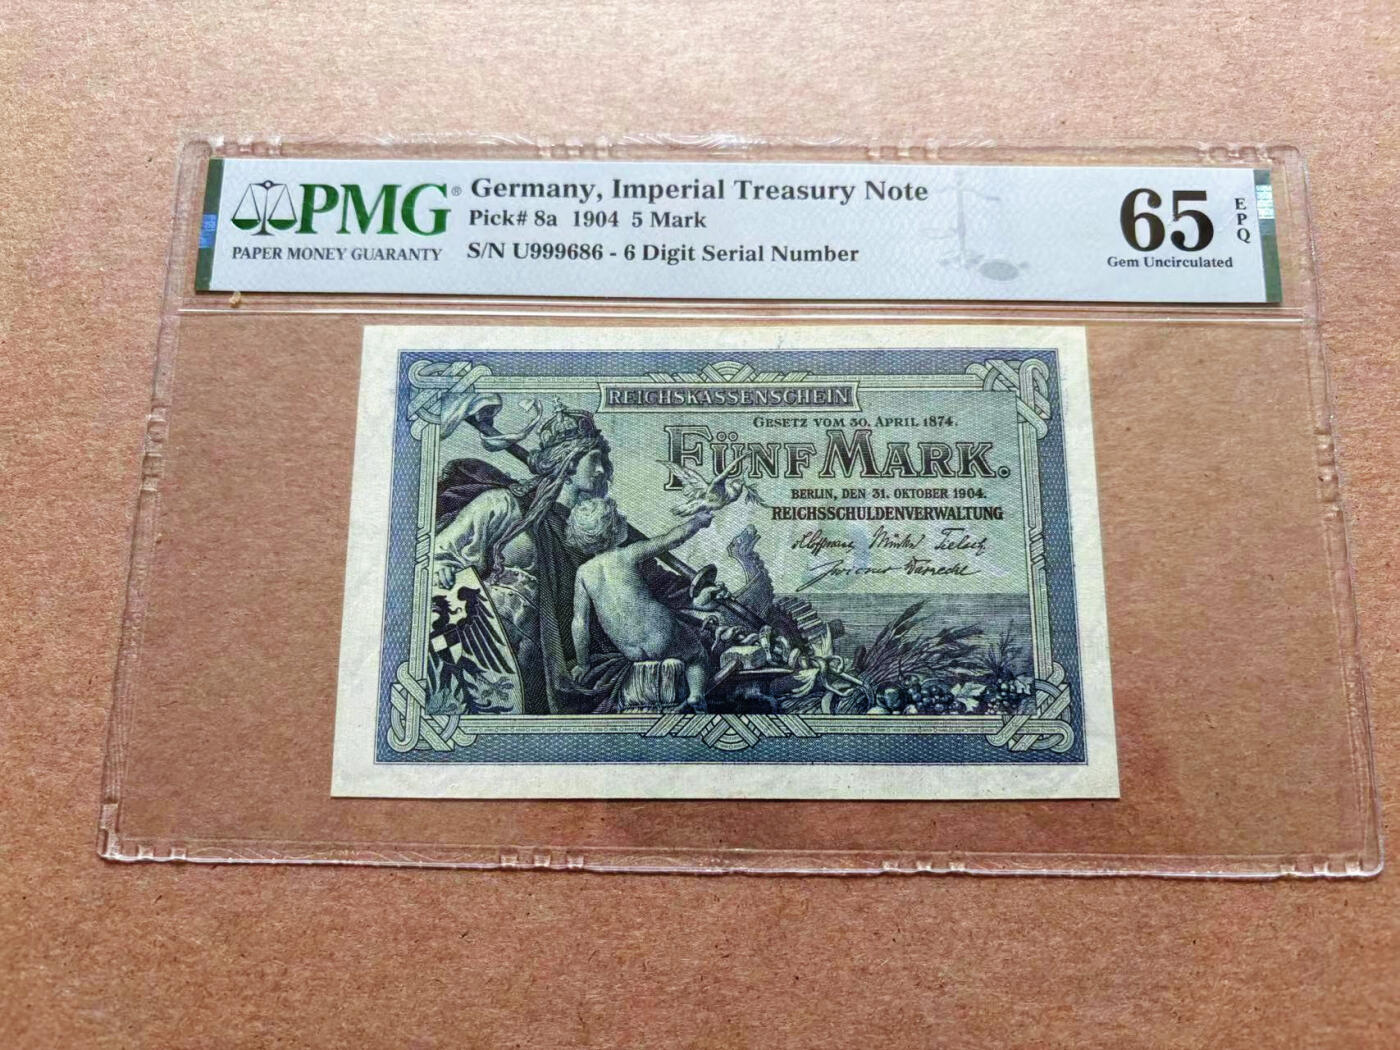 PMG®
PAPER MONEY GUARANTY
Germany, Imperial Treasury Note
Pick# 8a 1904 5 Mark
S/N U999686 - 6 Digit Serial Number
65
EPQ
Gem Uncirculated
REICHSKASSENSCHEIN
GESETZ VOM 30. APRIL 1874.
FÜNF MARK.
BERLIN, DEN 31. OKTOBER 1904.
REICHSSCHULDENVERWALTUNG